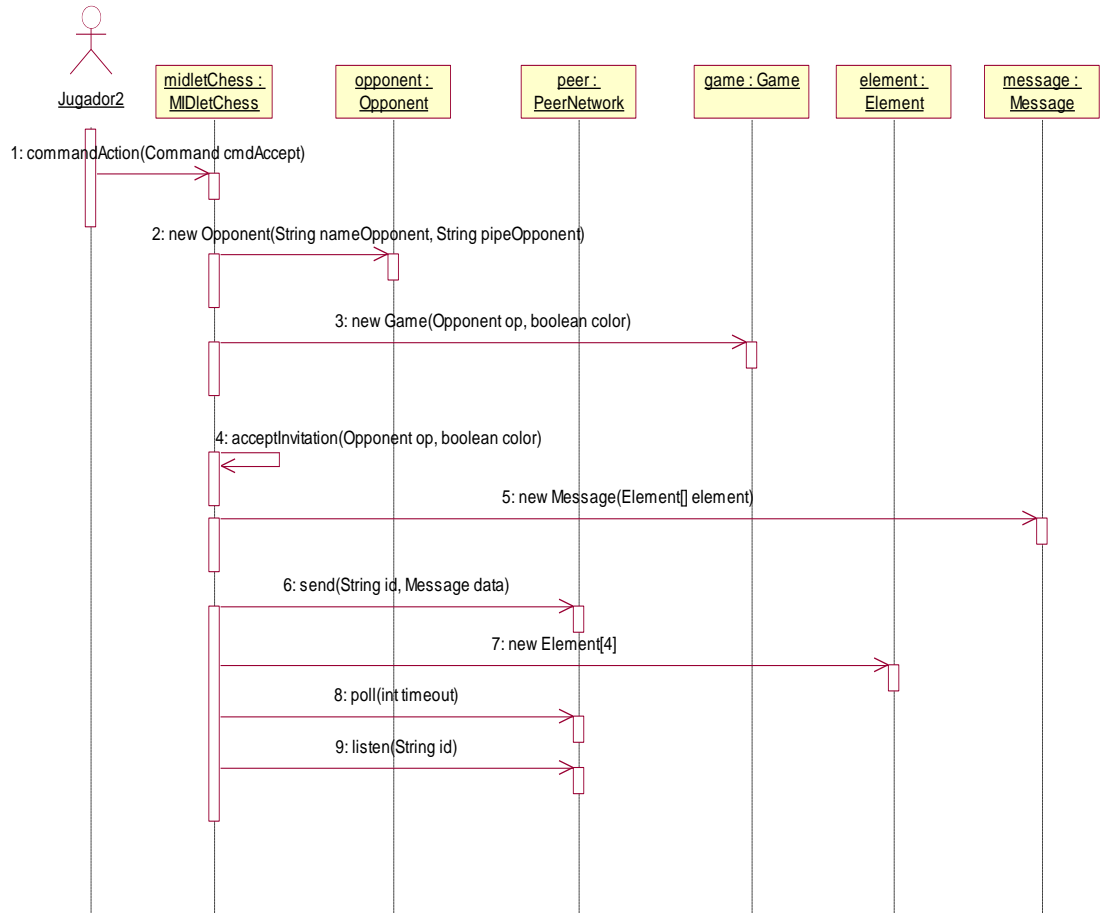 Jugador2
midletChess :
MIDletChess
opponent :
Opponent
peer :
PeerNetwork
game : Game
element :
Element
message :
Message
1: commandAction(Command cmdAccept)
2: new Opponent(String nameOpponent, String pipeOpponent)
3: new Game(Opponent op, boolean color)
4: acceptInvitation(Opponent op, boolean color)
5: new Message(Element[] element)
6: send(String id, Message data)
7: new Element[4]
8: poll(int timeout)
9: listen(String id)